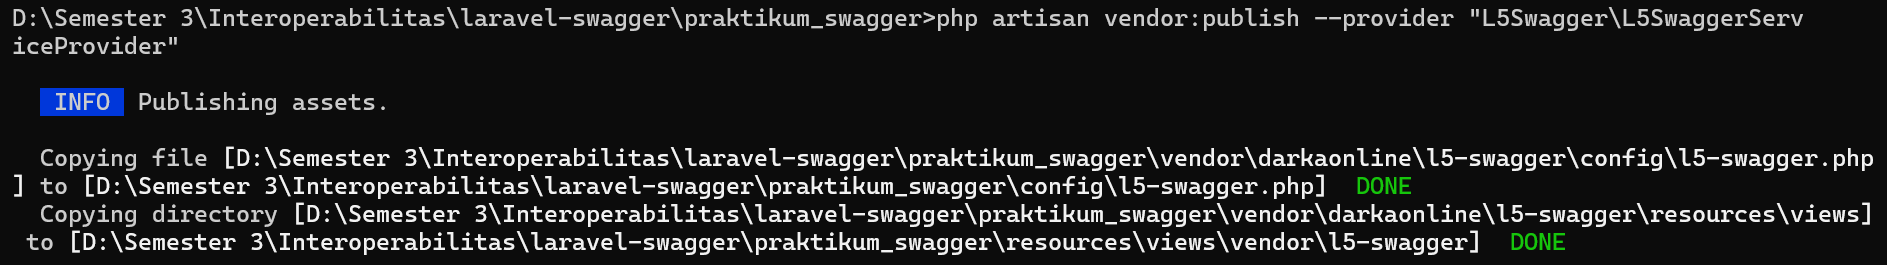 D:\Semester 3\Interoperabilitas\laravel-swagger\praktikum_swagger>php artisan vendor:publish --provider "L5Swagger\L5SwaggerServ
iceProvider"
INFO Publishing assets.
Copying file [D:\Semester 3\Interoperabilitas\laravel-swagger\praktikum_swagger\vendor\darkaonline\l5-swagger\config\l5-swagger.php
] to [D:\Semester 3\Interoperabilitas\laravel-swagger\praktikum_swagger\config\l5-swagger.php] DONE
Copying directory [D:\Semester 3\Interoperabilitas\laravel-swagger\praktikum_swagger\vendor\darkaonline\l5-swagger\resources\views]
to [D:\Semester 3\Interoperabilitas\laravel-swagger\praktikum_swagger\resources\views\vendor\l5-swagger] DONE